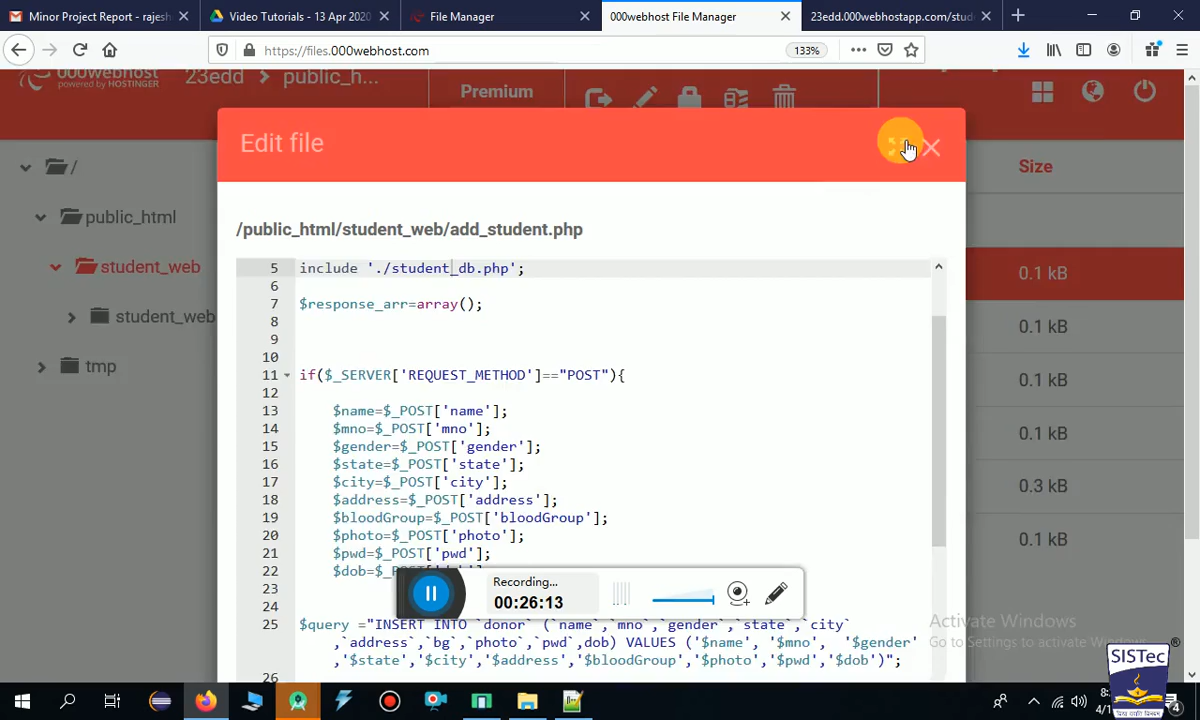 Minor Project Report - rajesh
Video Tutorials - 13 Apr 2020
File Manager
000webhost File Manager
23edd.000webhostapp.com/stud
https://files.000webhost.com
133%
000webhost
powered by HOSTINGER
23edd > public_h...
Premium
Edit file
/
public_html
Size
/public_html/student_web/add_student.php
student_web
0.1 kB
student_web
tmp
0.1 kB
0.1 kB
0.1 kB
0.3 kB
0.1 kB
5 include './student_db.php';
6
7 $response_arr=array();
8
9
10
11 if($_SERVER['REQUEST_METHOD']=="POST"){
12
13 $name=$_POST['name'];
14 $mno=$_POST['mno'];
15 $gender=$_POST['gender'];
16 $state=$_POST['state'];
17 $city=$_POST['city'];
18 $address=$_POST['address'];
19 $bloodGroup=$_POST['bloodGroup'];
20 $photo=$_POST['photo'];
21 $pwd=$_POST['pwd'];
22 $dob=$_
23
24
25 $query ="INSERT INTO `donor` (`name`,`mno`,`gender`,`state`,`city`
,`address`,`bg`,`photo`,`pwd`,dob) VALUES ('$name', '$mno', '$gender'
,'$state','$city','$address','$bloodGroup','$photo','$pwd','$dob')";
26
Recording...
00:26:13
Activate Windows
Go to Settings to activate Windows.
SISTec
®
4